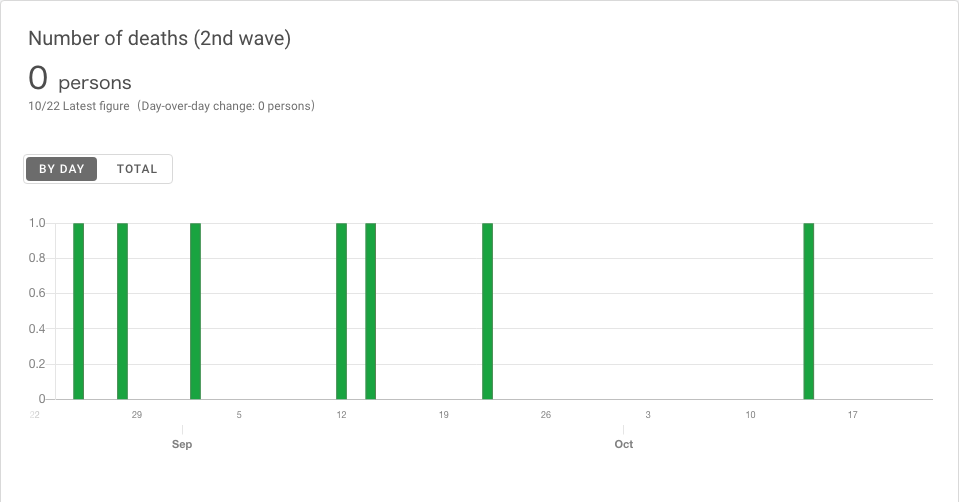 Number of deaths (2nd wave)
0 persons
10/22 Latest figure (Day-over-day change: 0 persons)
BY DAY TOTAL
1.0
0.8
0.6
0.4
0.2
0
22 29 5 12 19 26 3 10 17
Sep Oct